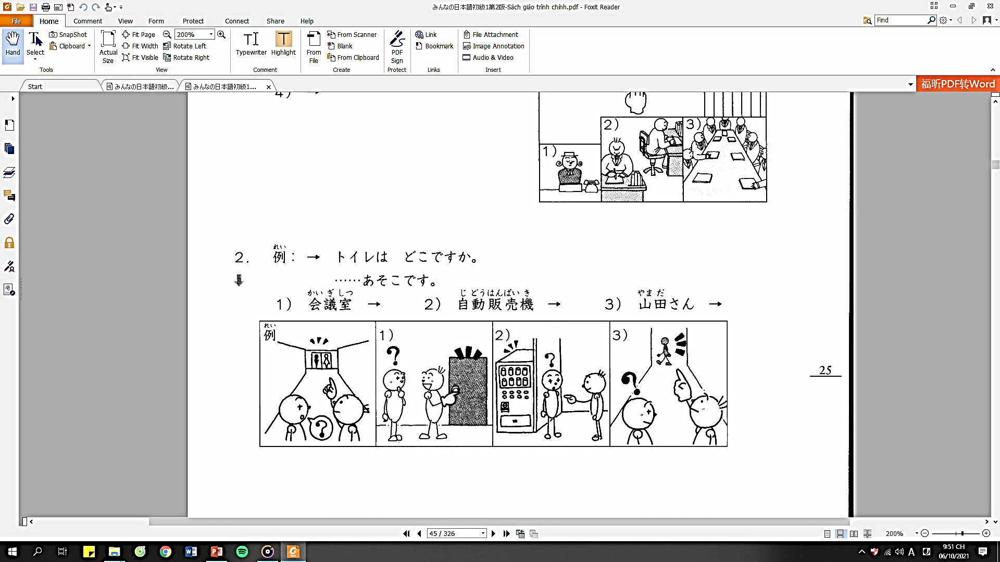 みんなの日本語初級1第2版-Sách giáo trình chính.pdf - Foxit Reader
File Home Comment View Form Protect Connect Share Help
Find
Hand
Select
SnapShot
Clipboard
Tools
Actual Size
Fit Page
Fit Width
Fit Visible
200%
Rotate Left
Rotate Right
View
Typewriter
Highlight
Comment
From File
From Scanner
Blank
From Clipboard
Create
PDF Sign
Protect
Link
Bookmark
Links
File Attachment
Image Annotation
Audio & Video
Insert
Start
みんなの日本語初級...
みんなの日本語初級1...
福昕PDF转Word
4) →
1)
2)
3)
れい
2. 例： → トイレは どこですか。
……あそこです。
かいぎしつ じどうはんばいき やまだ
1) 会議室 → 2) 自動販売機 → 3) 山田さん →
れい
例
1)
?
2)
?
3)
?
?
25
45 / 326
200%
9:51 CH
06/10/2021